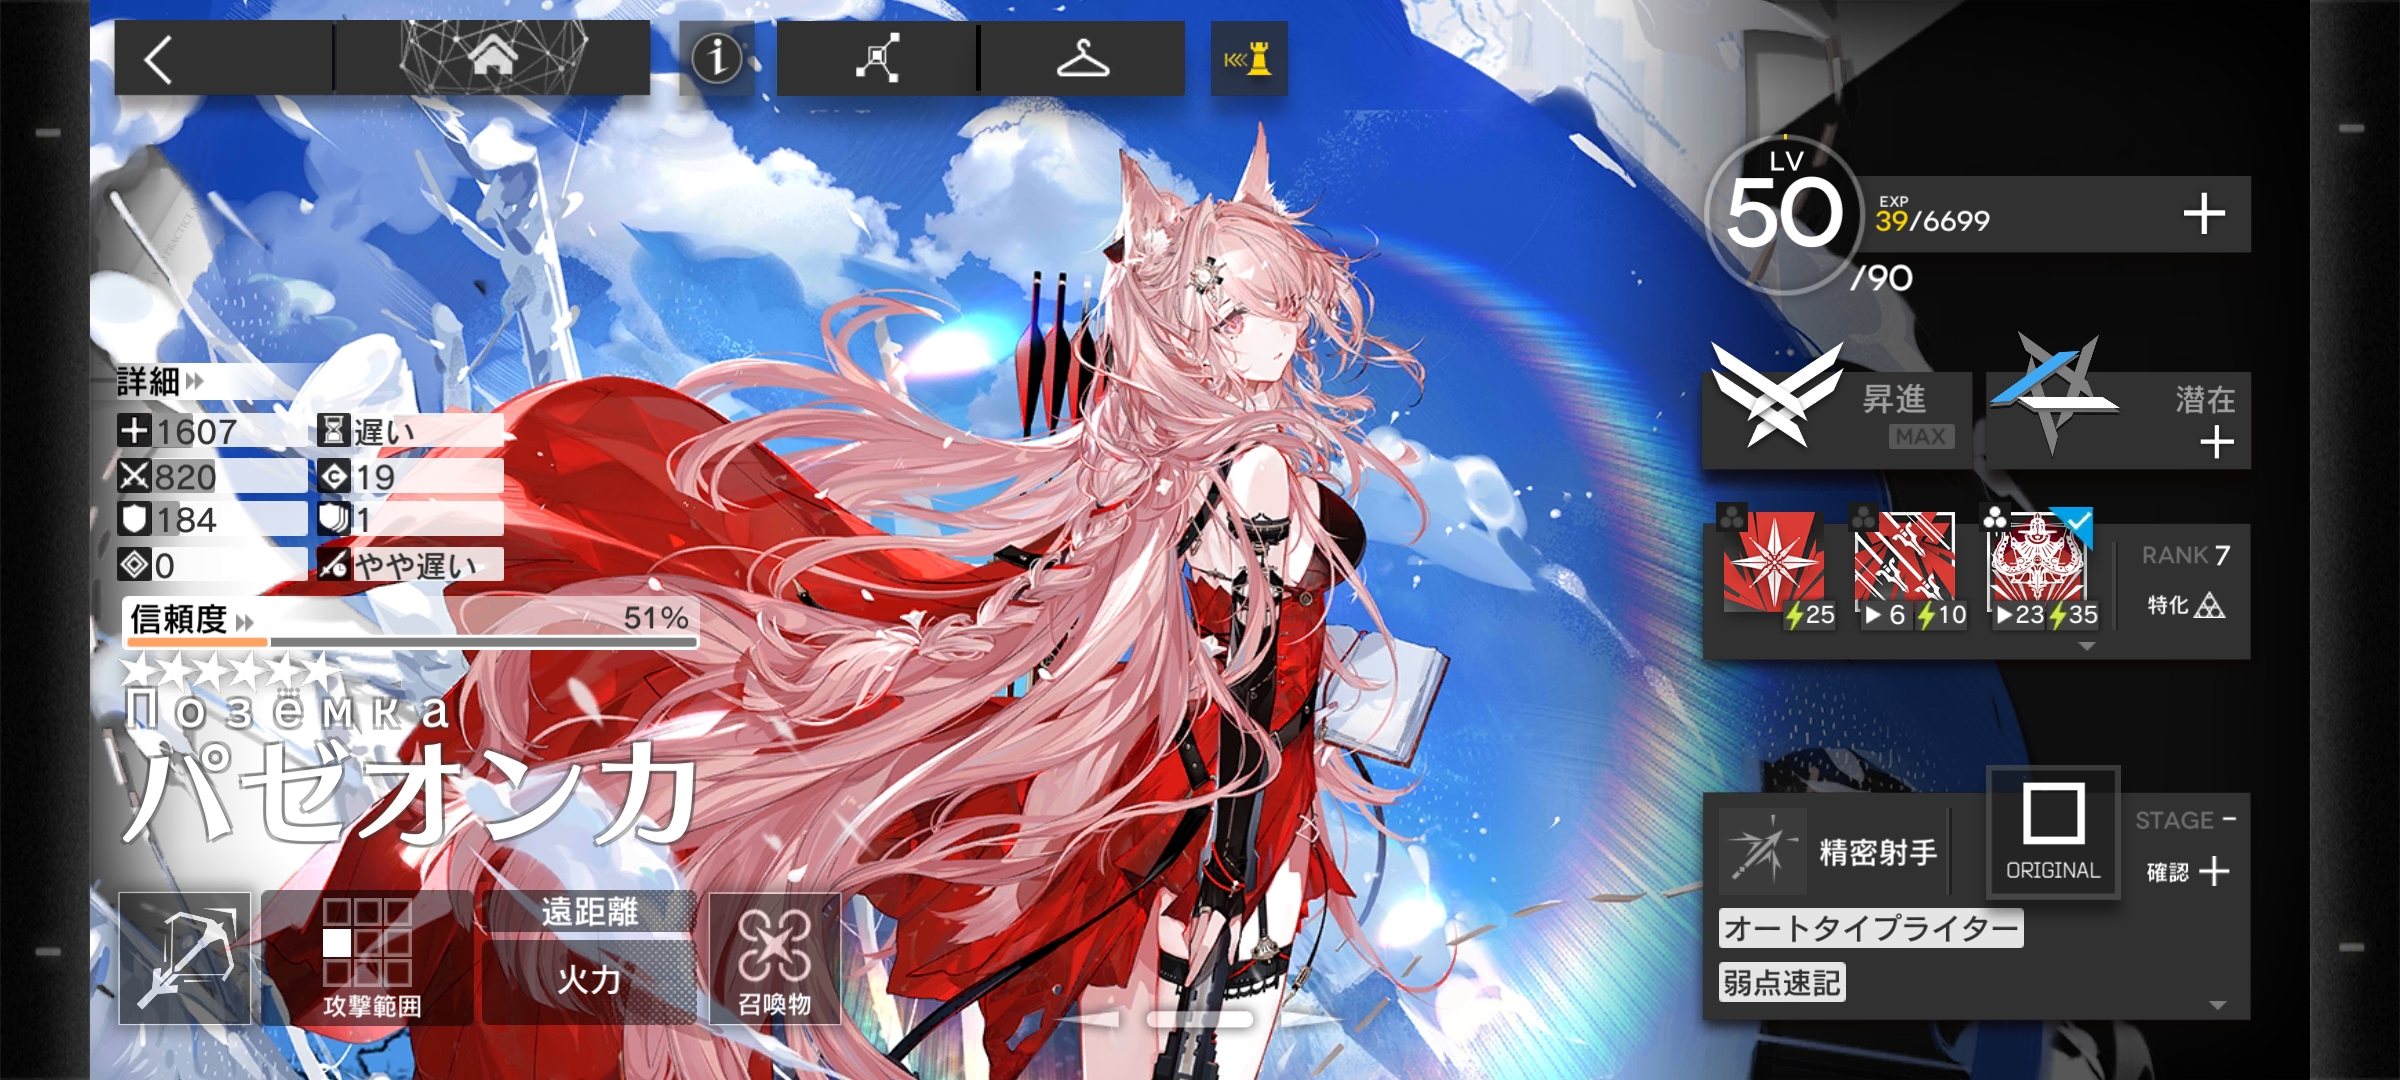 LV
50
/90
EXP
39/6699
昇進
MAX
潜在
詳細
1607
遅い
820
19
184
1
0
やや遅い
信頼度
51%
Позёмка
パゼオンカ
25
6 10
23 35
RANK 7
特化
精密射手
ORIGINAL
STAGE -
確認
オートタイプライター
弱点速記
攻撃範囲
遠距離
火力
召喚物